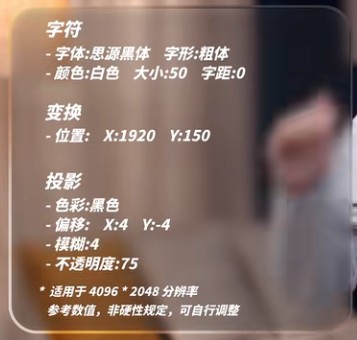 字符
- 字体:思源黑体 字形:粗体
- 颜色:白色 大小:50 字距:0
变换
- 位置: X:1920 Y:150
投影
- 色彩:黑色
- 偏移: X:4 Y:-4
- 模糊:4
- 不透明度:75
* 适用于 4096 * 2048 分辨率
参考数值，非硬性规定，可自行调整